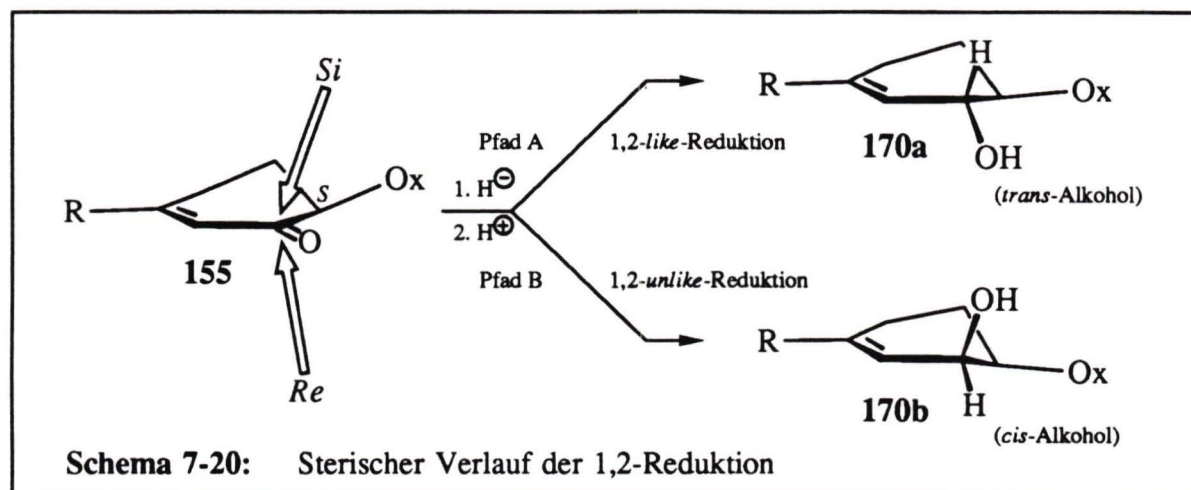 Si
R
S
Ox
O
155
Re
Pfad A
1. H⊖
2. H⊕
Pfad B
1,2-like-Reduktion
1,2-unlike-Reduktion
R
H
Ox
170a
OH
(trans-Alkohol)
R
OH
Ox
170b
H
(cis-Alkohol)
Schema 7-20: Sterischer Verlauf der 1,2-Reduktion